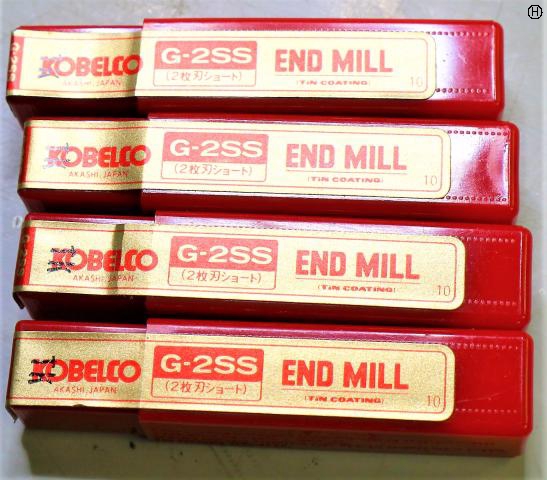 H
G-2SS
KOBELCO
AKASHI, JAPAN
G-2SS
(2枚刃ショート)
END MILL
(TiN COATING)
10
KOBELCO
AKASHI, JAPAN
G-2SS
(2枚刃ショート)
END MILL
(TiN COATING)
10
KOBELCO
AKASHI, JAPAN
G-2SS
(2枚刃ショート)
END MILL
(TiN COATING)
10
KOBELCO
AKASHI, JAPAN
G-2SS
(2枚刃ショート)
END MILL
(TiN COATING)
10